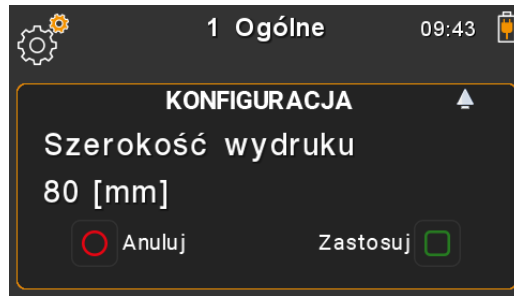 1 Ogólne 09:43
KONFIGURACJA
Szerokość wydruku
80 [mm]
Anuluj Zastosuj